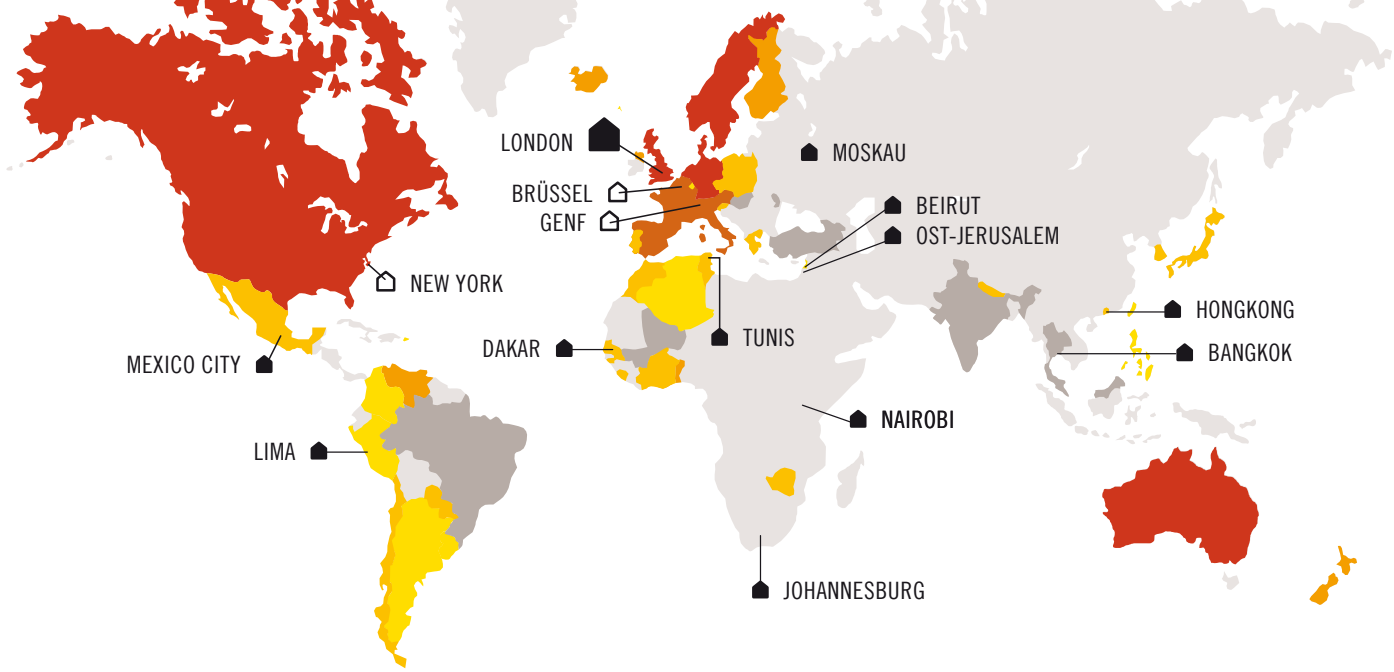 LONDON
MOSKAU
BRÜSSEL
GENF
BEIRUT
OST-JERUSALEM
NEW YORK
HONGKONG
TUNIS
DAKAR
BANGKOK
MEXICO CITY
NAIROBI
LIMA
JOHANNESBURG